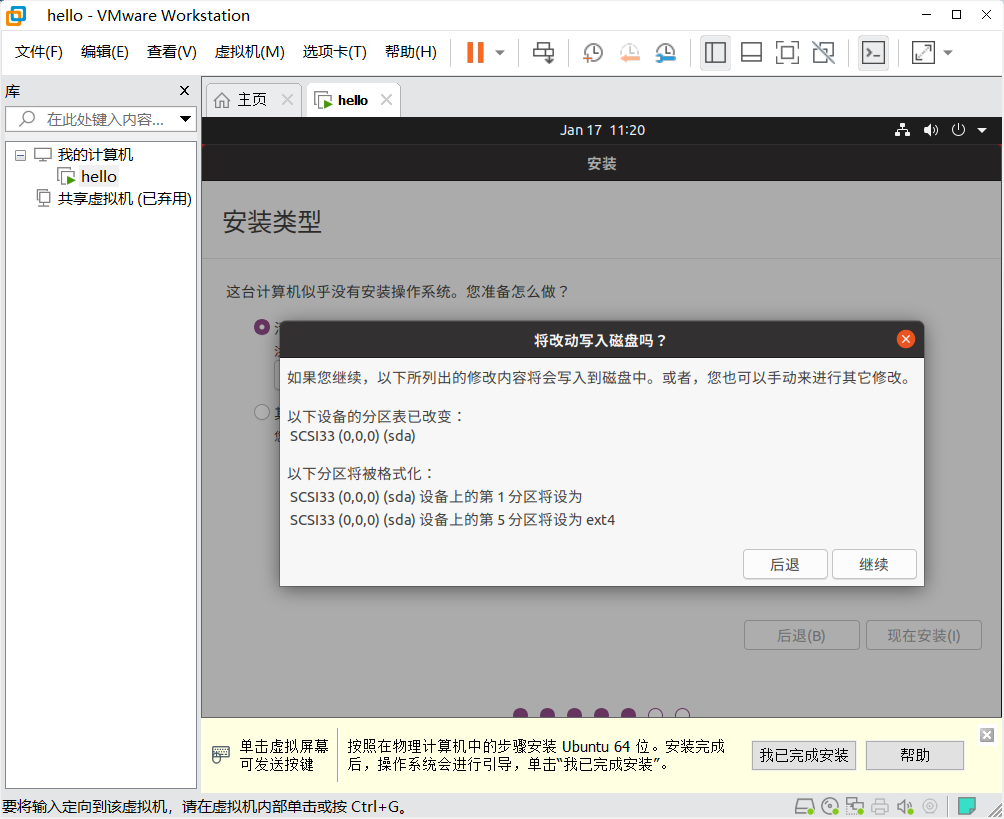 hello - VMware Workstation
文件(F) 编辑(E) 查看(V) 虚拟机(M) 选项卡(T) 帮助(H)
库
在此处键入内容...
我的计算机
hello
共享虚拟机 (已弃用)
主页 hello
Jan 17 11:20
安装
安装类型
这台计算机似乎没有安装操作系统。您准备怎么做？
将改动写入磁盘吗？
如果您继续，以下所列出的修改内容将会写入到磁盘中。或者，您也可以手动来进行其它修改。
以下设备的分区表已改变：
SCSI33 (0,0,0) (sda)
以下分区将被格式化：
SCSI33 (0,0,0) (sda) 设备上的第 1 分区将设为
SCSI33 (0,0,0) (sda) 设备上的第 5 分区将设为 ext4
后退 继续
后退(B) 现在安装(I)
单击虚拟屏幕
可发送按键
按照在物理计算机中的步骤安装 Ubuntu 64 位。安装完成
后，操作系统会进行引导，单击“我已完成安装”。
我已完成安装 帮助
要将输入定向到该虚拟机，请在虚拟机内部单击或按 Ctrl+G。